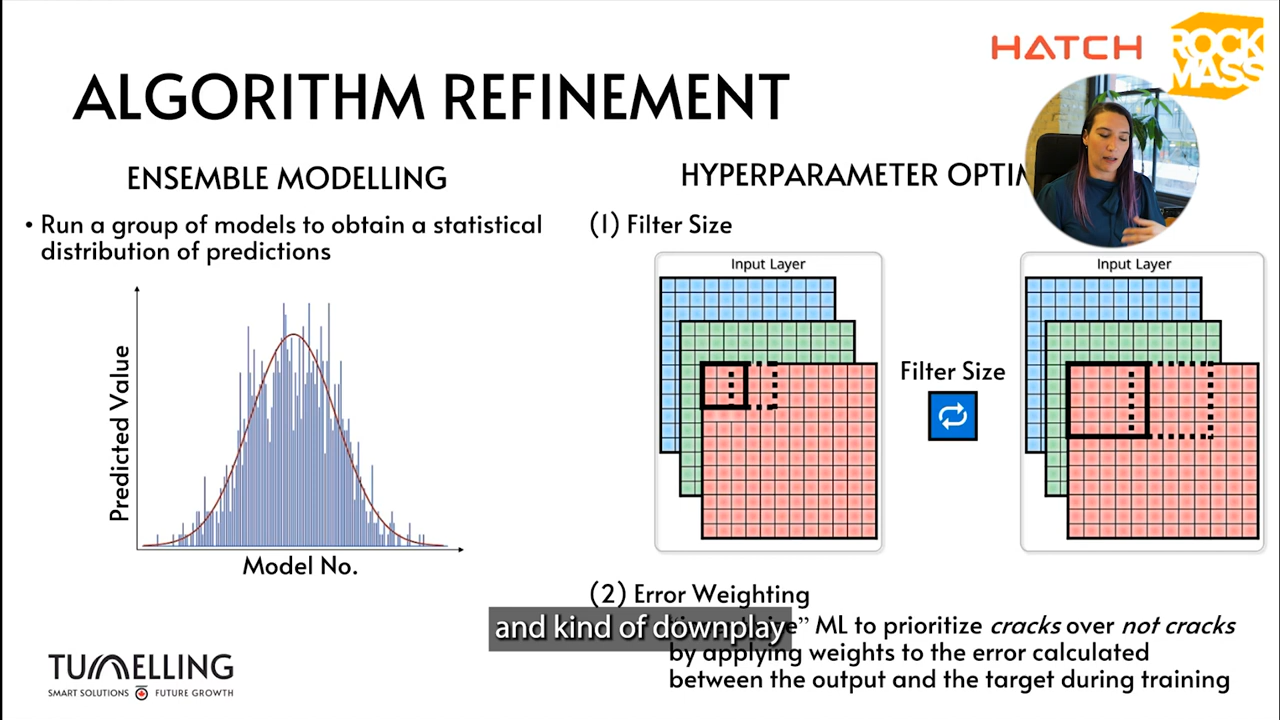 HATCH
ROCK
MASS
ALGORITHM REFINEMENT
ENSEMBLE MODELLING
• Run a group of models to obtain a statistical
distribution of predictions
Predicted Value
Model No.
HYPERPARAMETER
(1) Filter Size
Input Layer
Filter Size
Input Layer
(2) Error Weighting
and kind of downplay
ML to prioritize cracks over not cracks
by applying weights to the error calculated
between the output and the target during training
TUNNELLING
SMART SOLUTIONS FUTURE GROWTH